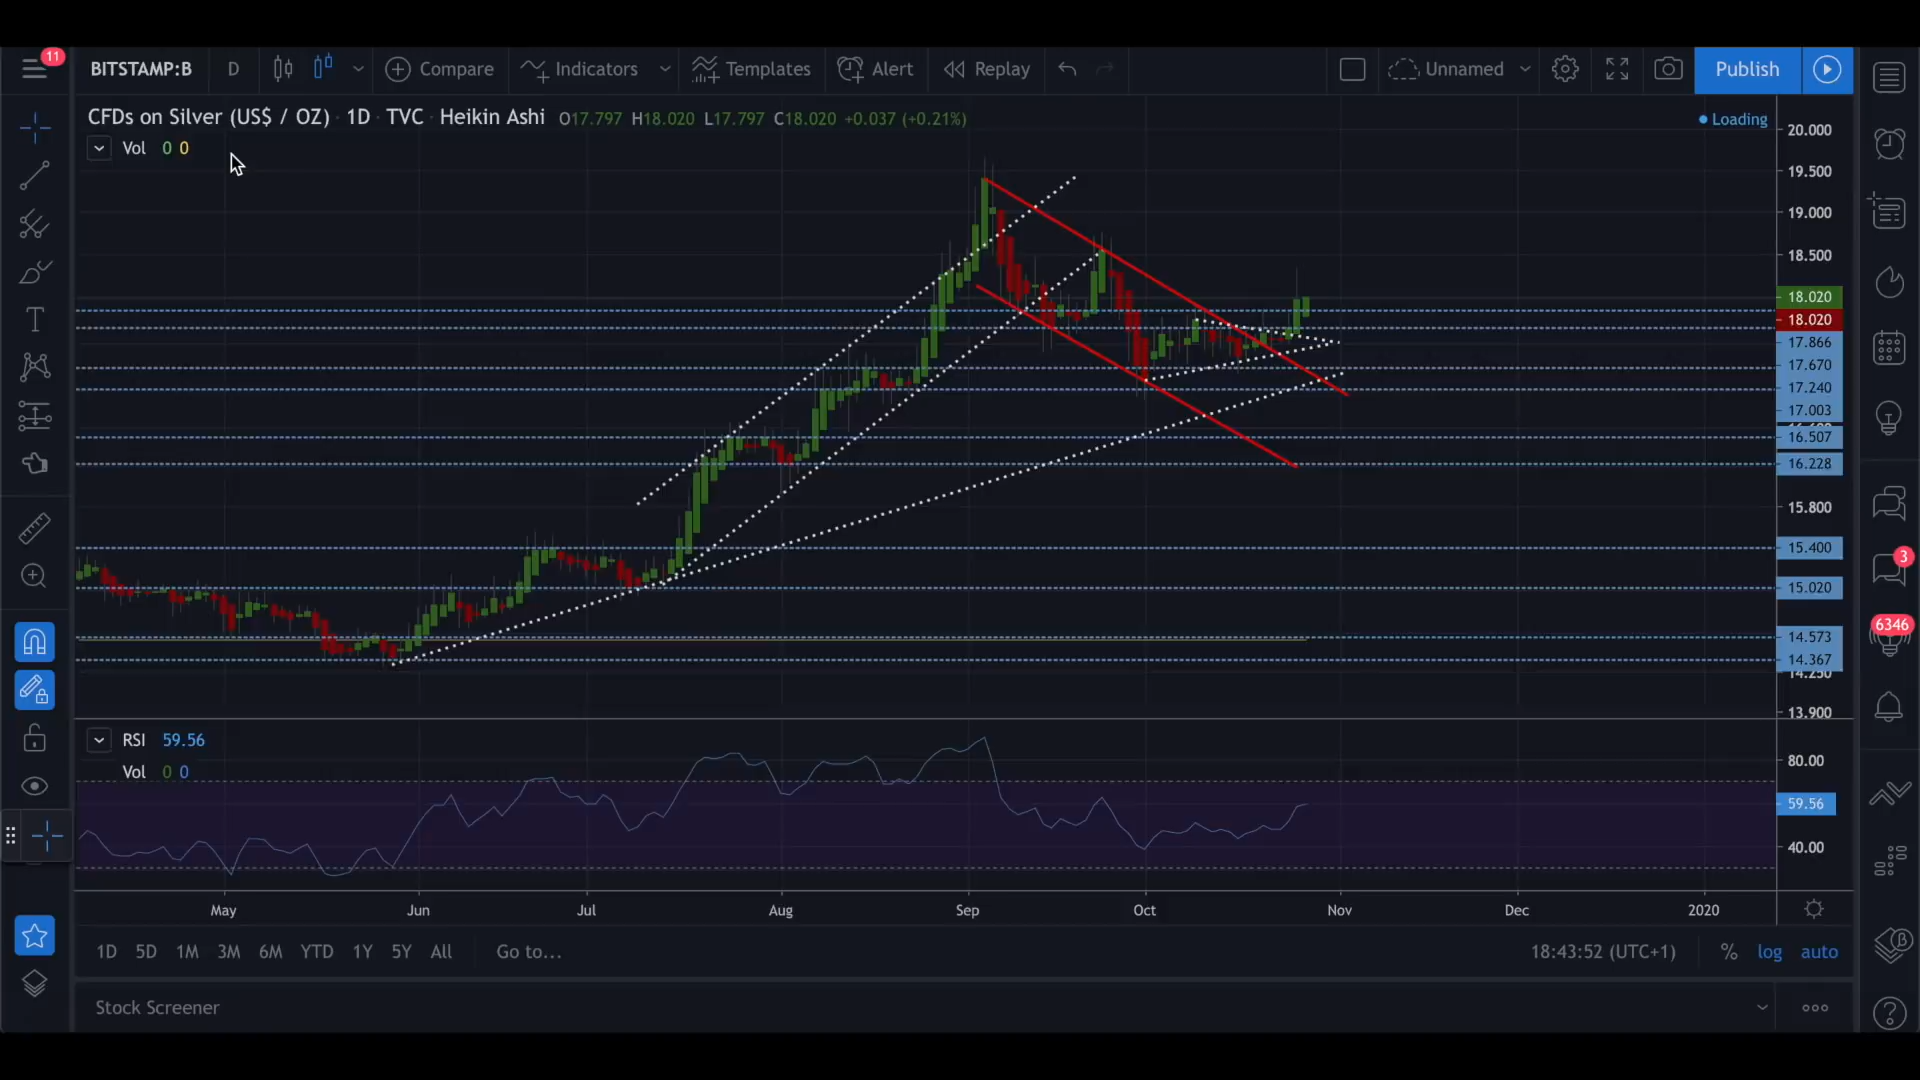 11
BITSTAMP:B D Compare Indicators Templates Alert Replay Unnamed Publish
CFDs on Silver (US$ / OZ) · 1D · TVC · Heikin Ashi O17.797 H18.020 L17.797 C18.020 +0.037 (+0.21%)
Loading
Vol 0 0
20.000
19.500
19.000
18.500
18.020
18.020
17.866
17.670
17.240
17.003
16.507
16.228
15.800
15.400
15.020
14.573
14.367
14.250
13.900
3
6346
RSI 59.56
Vol 0 0
80.00
59.56
40.00
May Jun Jul Aug Sep Oct Nov Dec 2020
1D 5D 1M 3M 6M YTD 1Y 5Y All Go to... 18:43:52 (UTC+1) % log auto
Stock Screener